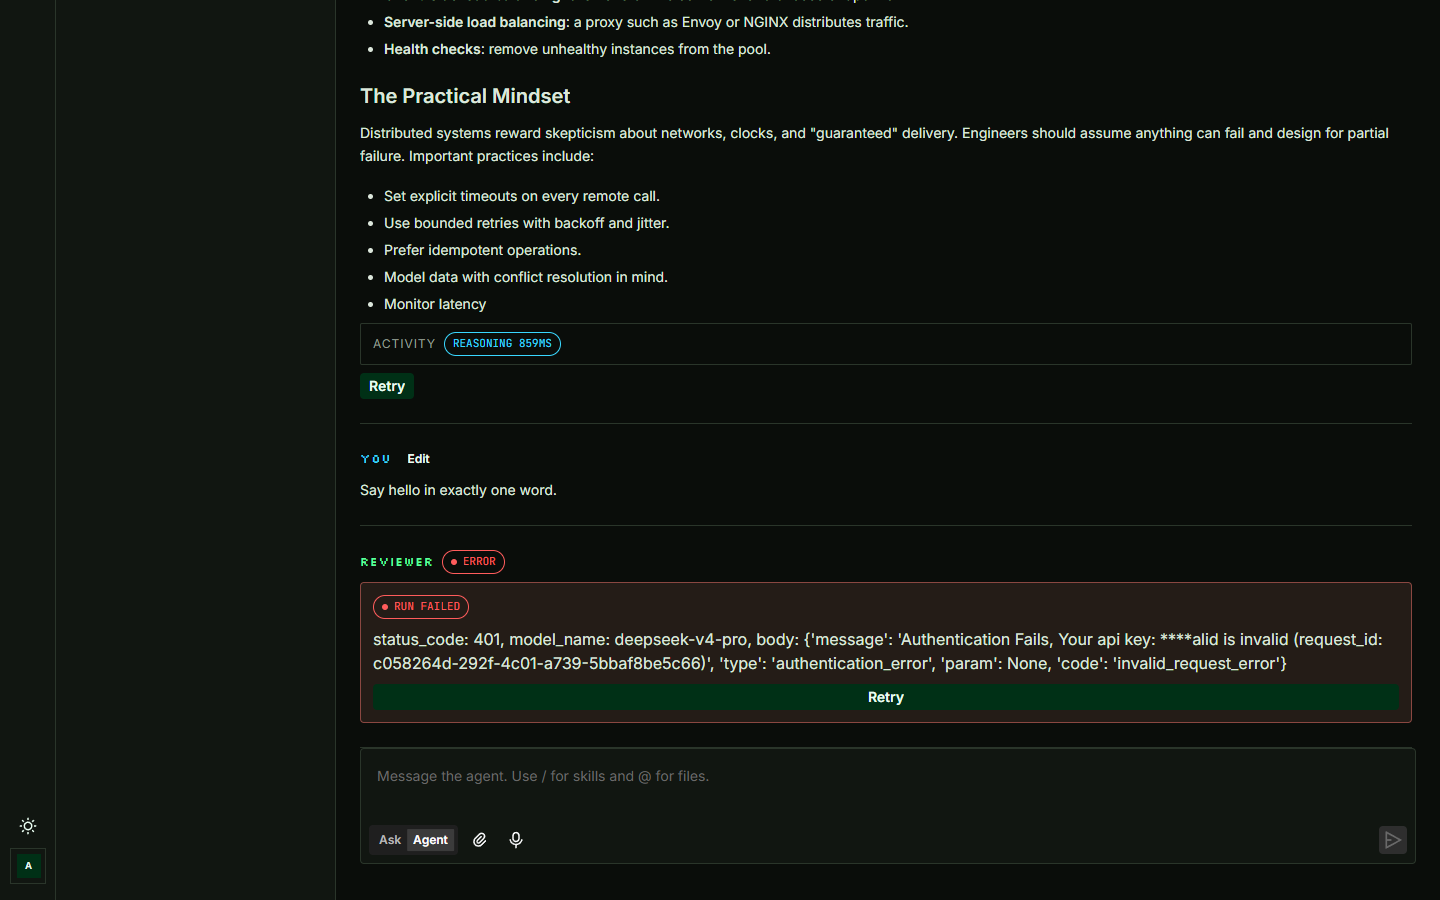 Server-side load balancing: a proxy such as Envoy or NGINX distributes traffic.
Health checks: remove unhealthy instances from the pool.
The Practical Mindset
Distributed systems reward skepticism about networks, clocks, and "guaranteed" delivery. Engineers should assume anything can fail and design for partial
failure. Important practices include:
Set explicit timeouts on every remote call.
Use bounded retries with backoff and jitter.
Prefer idempotent operations.
Model data with conflict resolution in mind.
Monitor latency
ACTIVITY REASONING 859MS
Retry
YOU Edit
Say hello in exactly one word.
REVIEWER ERROR
RUN FAILED
status_code: 401, model_name: deepseek-v4-pro, body: {'message': 'Authentication Fails, Your api key: ****alid is invalid (request_id:
c058264d-292f-4c01-a739-5bbaf8be5c66)', 'type': 'authentication_error', 'param': None, 'code': 'invalid_request_error'}
Retry
Message the agent. Use / for skills and @ for files.
Ask Agent
A